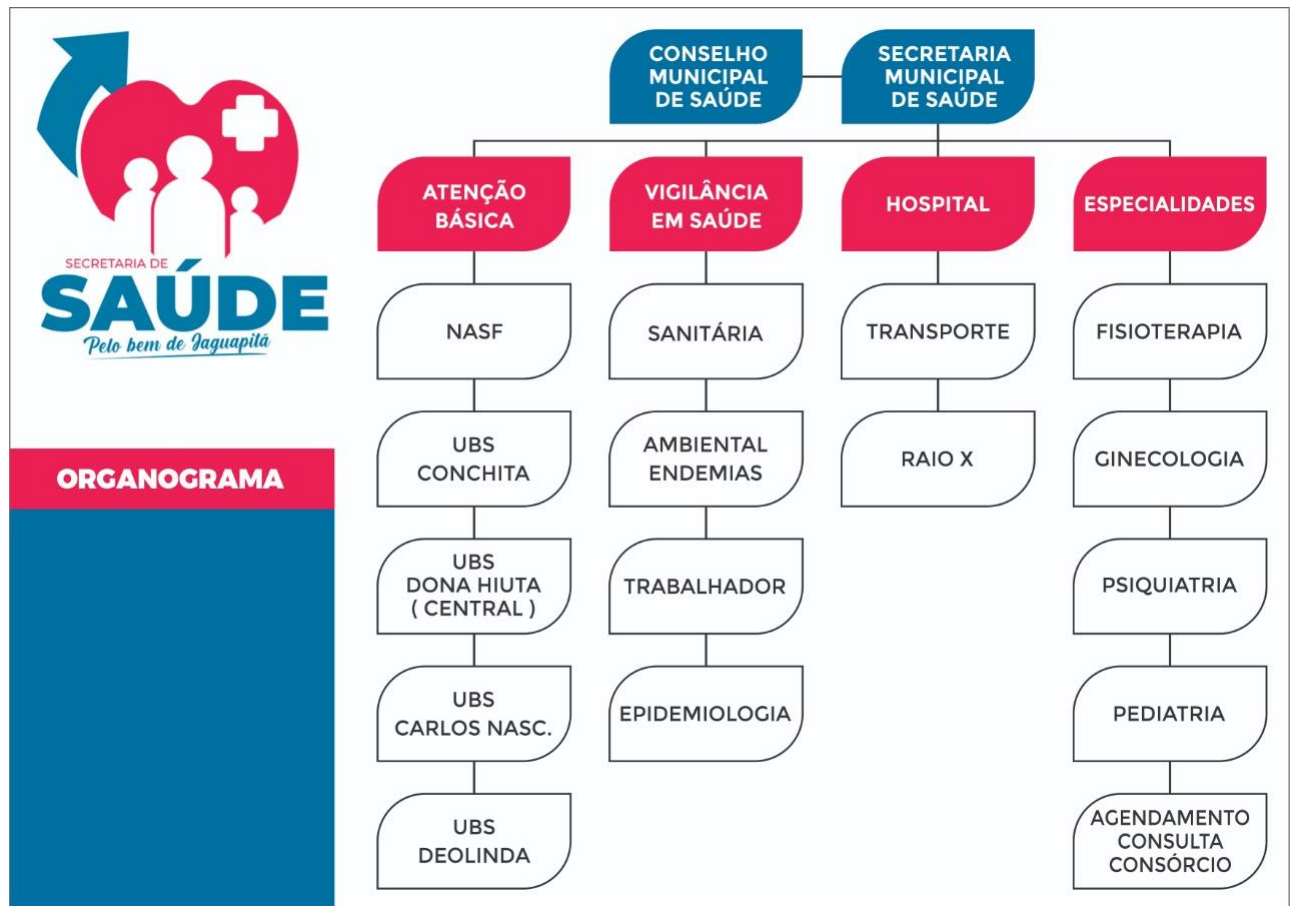 SECRETARIA DE
SAÚDE
Pelo bem de Jaguapitã
ORGANOGRAMA
CONSELHO
MUNICIPAL
DE SAÚDE
SECRETARIA
MUNICIPAL
DE SAÚDE
ATENÇÃO
BÁSICA
NASF
UBS
CONCHITA
UBS
DONA HIUTA
( CENTRAL )
UBS
CARLOS NASC.
UBS
DEOLINDA
VIGILÂNCIA
EM SAÚDE
SANITÁRIA
AMBIENTAL
ENDEMIAS
TRABALHADOR
EPIDEMIOLOGIA
HOSPITAL
TRANSPORTE
RAIO X
ESPECIALIDADES
FISIOTERAPIA
GINECOLOGIA
PSIQUIATRIA
PEDIATRIA
AGENDAMENTO
CONSULTA
CONSÓRCIO